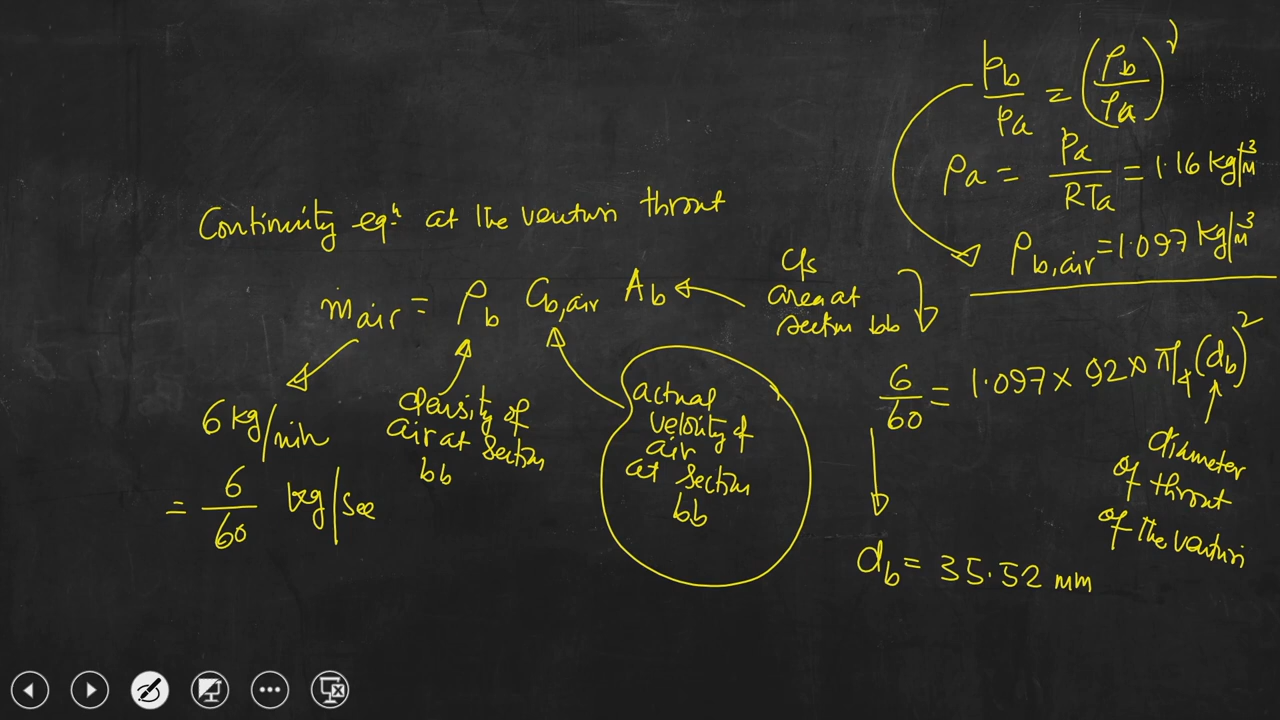 Continuity eqⁿ at the venturi throat
ṁair = ρb Cb,air Ab
6 kg/min
= 6/60 kg/sec
density of
air at section
bb
actual
velocity of
air
at section
bb
c/s
area at
section bb
pb/pa = (ρb/ρa)^γ
ρa = pa/RTa = 1.16 kg/m³
ρb,air = 1.097 kg/m³
6/60 = 1.097 × 92 × π/4 (db)²
diameter
of throat
of the venturi
db = 35.52 mm